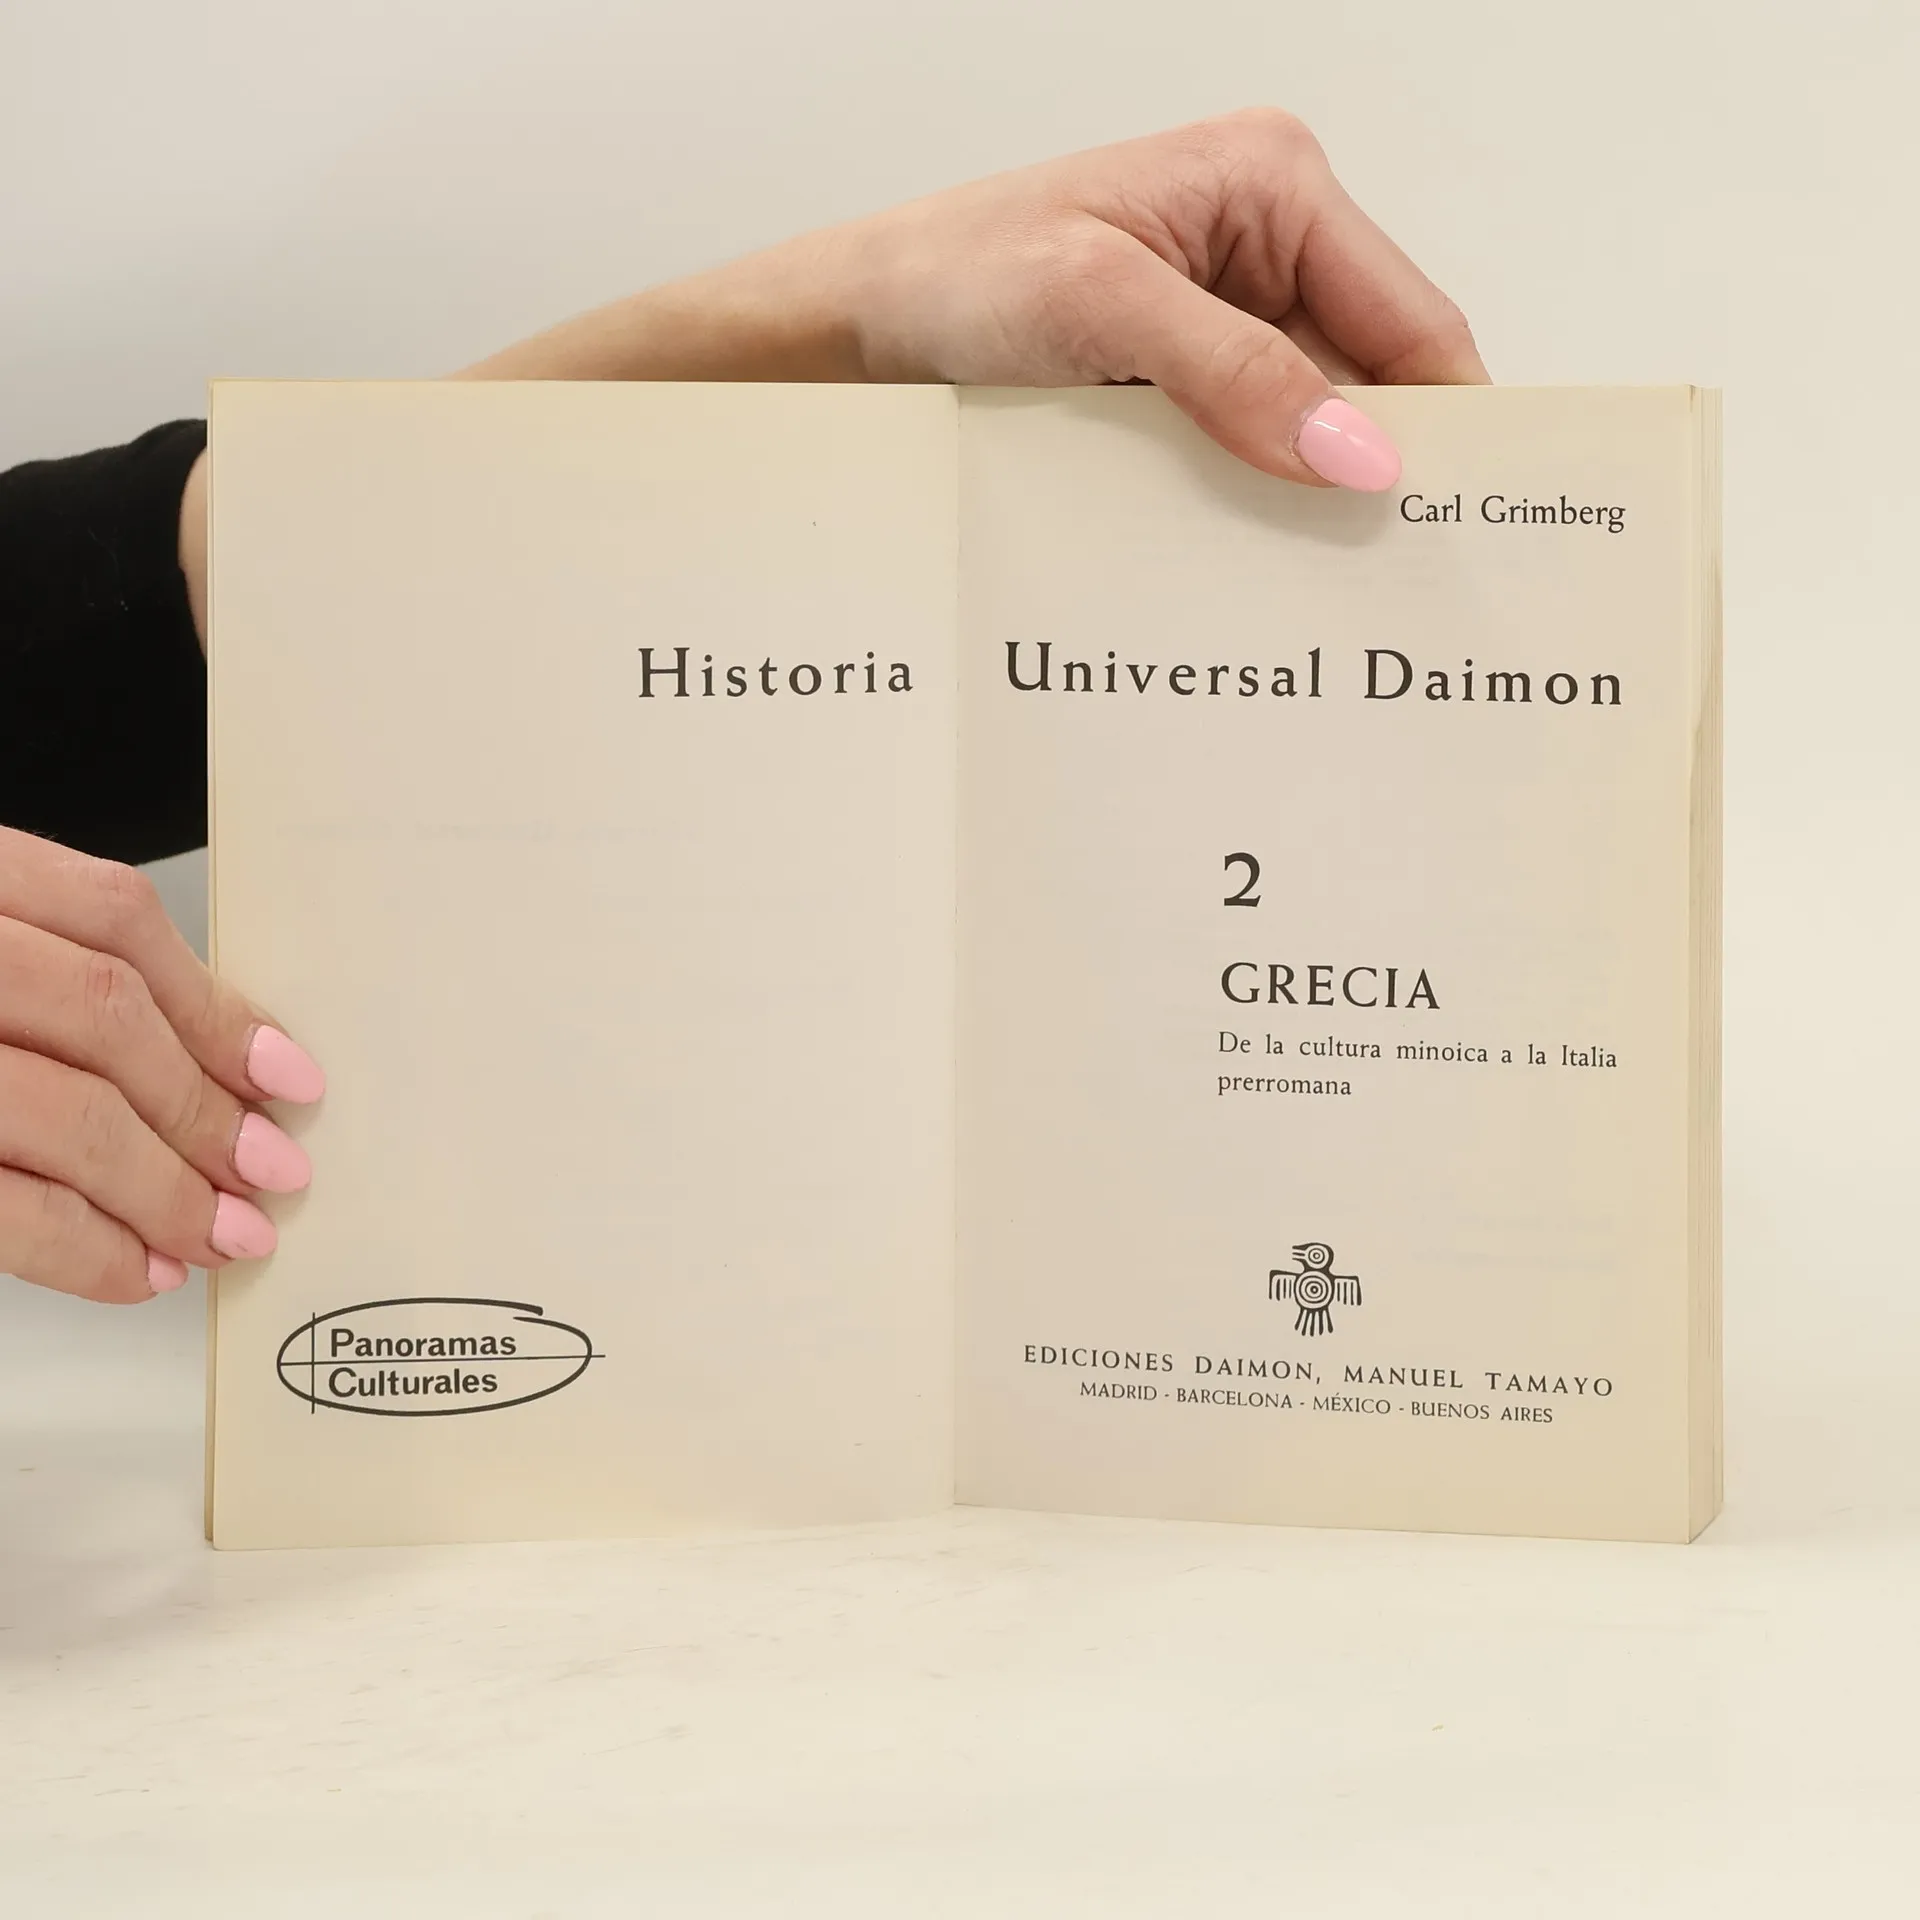 Carl Grimberg
Historia Universal Daimon
2
GRECIA
De la cultura minoica a la Italia
prerromana
Panoramas
Culturales
EDICIONES DAIMON, MANUEL TAMAYO
MADRID - BARCELONA - MÉXICO - BUENOS AIRES